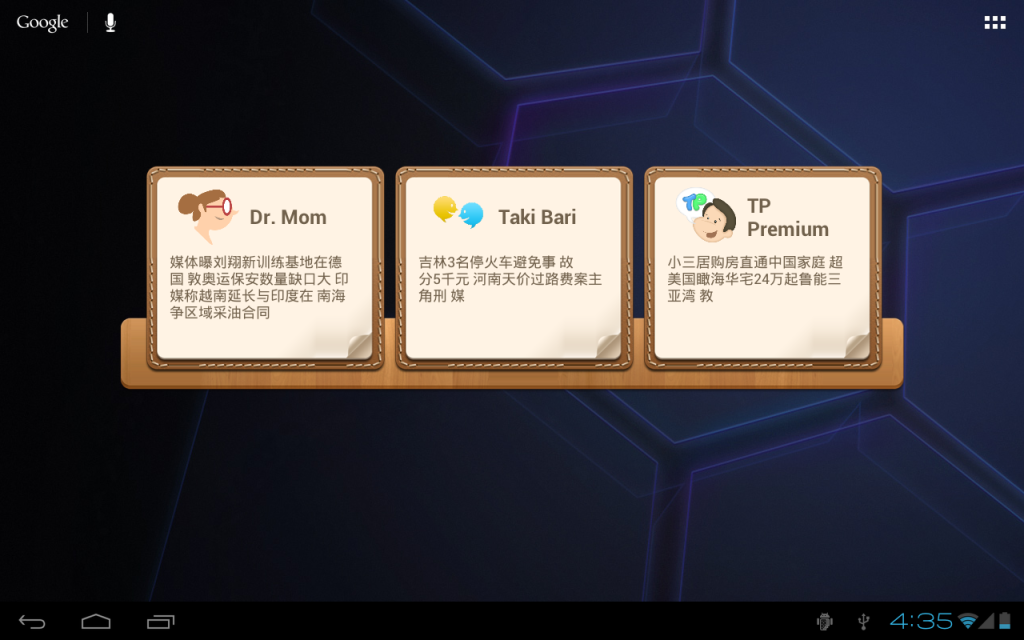 Google
Dr. Mom
媒体曝刘翔新训练基地在德
国 敦奥运保安数量缺口大 印
媒称越南延长与印度在 南海
争区域采油合同
Taki Bari
吉林3名停火车避免事 故
分5千元 河南天价过路费案主
角刑 媒
TP
TP
Premium
小三居购房直通中国家庭 超
美国瞰海华宅24万起鲁能三
亚湾 教
4:35